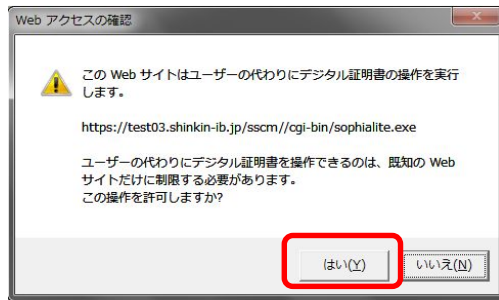 Web アクセスの確認
この Web サイトはユーザーの代わりにデジタル証明書の操作を実行
します。
https://test03.shinkin-ib.jp/sscm//cgi-bin/sophialite.exe
ユーザーの代わりにデジタル証明書を操作できるのは、既知の Web
サイトだけに制限する必要があります。
この操作を許可しますか?
はい(Y) いいえ(N)